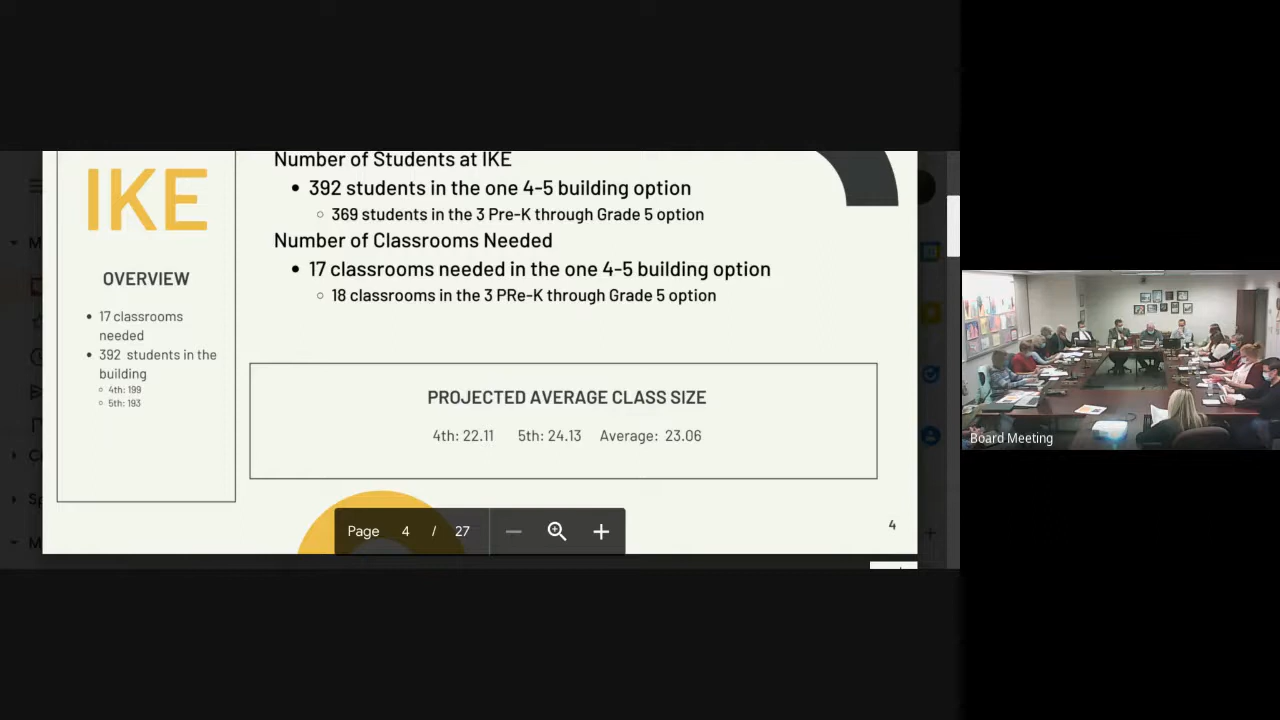 Number of Students at IKE
• 392 students in the one 4-5 building option
○ 369 students in the 3 Pre-K through Grade 5 option
Number of Classrooms Needed
• 17 classrooms needed in the one 4-5 building option
○ 18 classrooms in the 3 PRe-K through Grade 5 option
IKE
OVERVIEW
• 17 classrooms
needed
• 392 students in the
building
○ 4th: 199
○ 5th: 193
PROJECTED AVERAGE CLASS SIZE
4th: 22.11 5th: 24.13 Average: 23.06
4
Page 4 / 27
Board Meeting